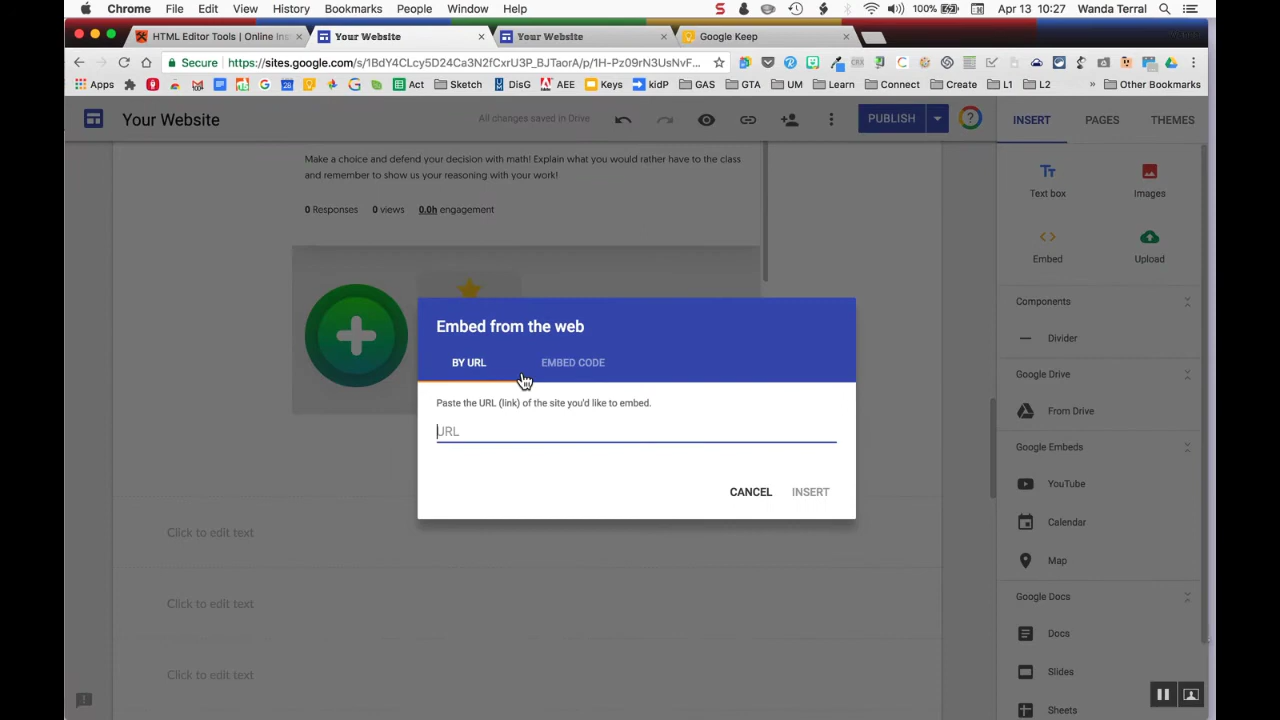 Chrome File Edit View History Bookmarks People Window Help 100% Apr 13 10:27 Wanda Terral
HTML Editor Tools | Online Ins × Your Website × Your Website × Google Keep ×
Secure https://sites.google.com/s/1BdY4CLcy5D24Ca3N2fCxrU3P_BJTaorA/p/1H-Pz09rN3UsNvF...
Apps Act Sketch DisG AEE Keys kidP GAS GTA UM Learn Connect Create L1 L2 » Other Bookmarks
Your Website All changes saved in Drive PUBLISH INSERT PAGES THEMES
Make a choice and defend your decision with math! Explain what you would rather have to the class
and remember to show us your reasoning with your work!
0 Responses 0 views 0.0h engagement
Tt
Text box Images
Embed Upload
Components
Divider
Google Drive
From Drive
Google Embeds
YouTube
Calendar
Map
Google Docs
Docs
Slides
Sheets
Embed from the web
BY URL EMBED CODE
Paste the URL (link) of the site you'd like to embed.
URL
CANCEL INSERT
Click to edit text
Click to edit text
Click to edit text